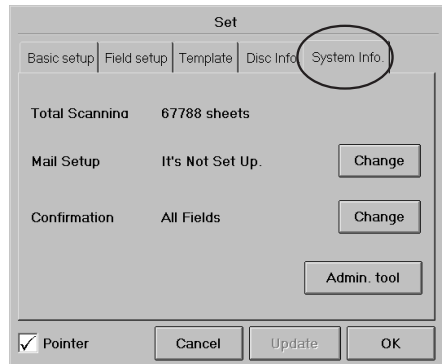 Set
Basic setup Field setup Template Disc Info System Info.
Total Scanning 67788 sheets
Mail Setup It's Not Set Up. Change
Confirmation All Fields Change
Admin. tool
Pointer Cancel Update OK